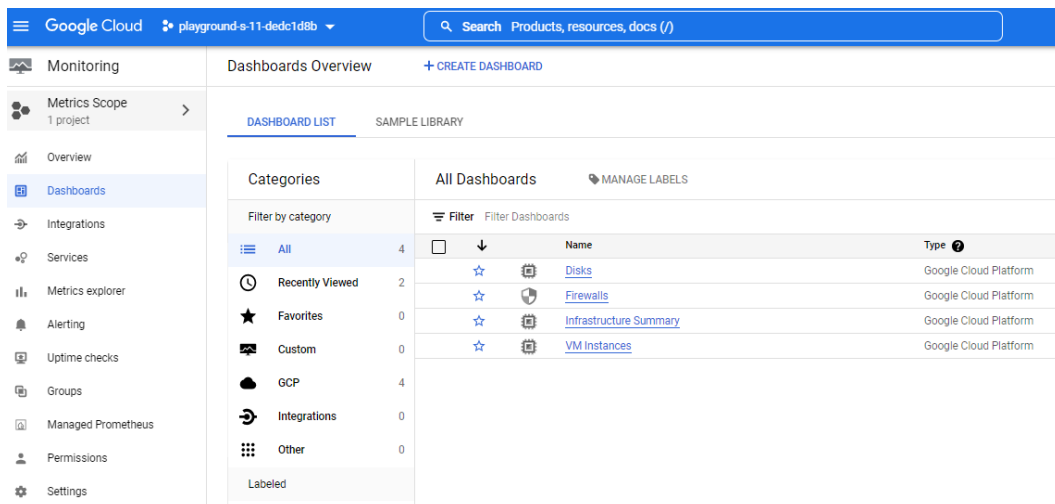 Google Cloud playground-s-11-dedc1d8b Search Products, resources, docs (/)
Monitoring
Dashboards Overview + CREATE DASHBOARD
Metrics Scope
1 project
DASHBOARD LIST SAMPLE LIBRARY
Overview
Dashboards
Integrations
Services
Metrics explorer
Alerting
Uptime checks
Groups
Managed Prometheus
Permissions
Settings
Categories
Filter by category
All 4
Recently Viewed 2
Favorites 0
Custom 0
GCP 4
Integrations 0
Other 0
Labeled
All Dashboards MANAGE LABELS
Filter Filter Dashboards
Name Type
Disks Google Cloud Platform
Firewalls Google Cloud Platform
Infrastructure Summary Google Cloud Platform
VM Instances Google Cloud Platform